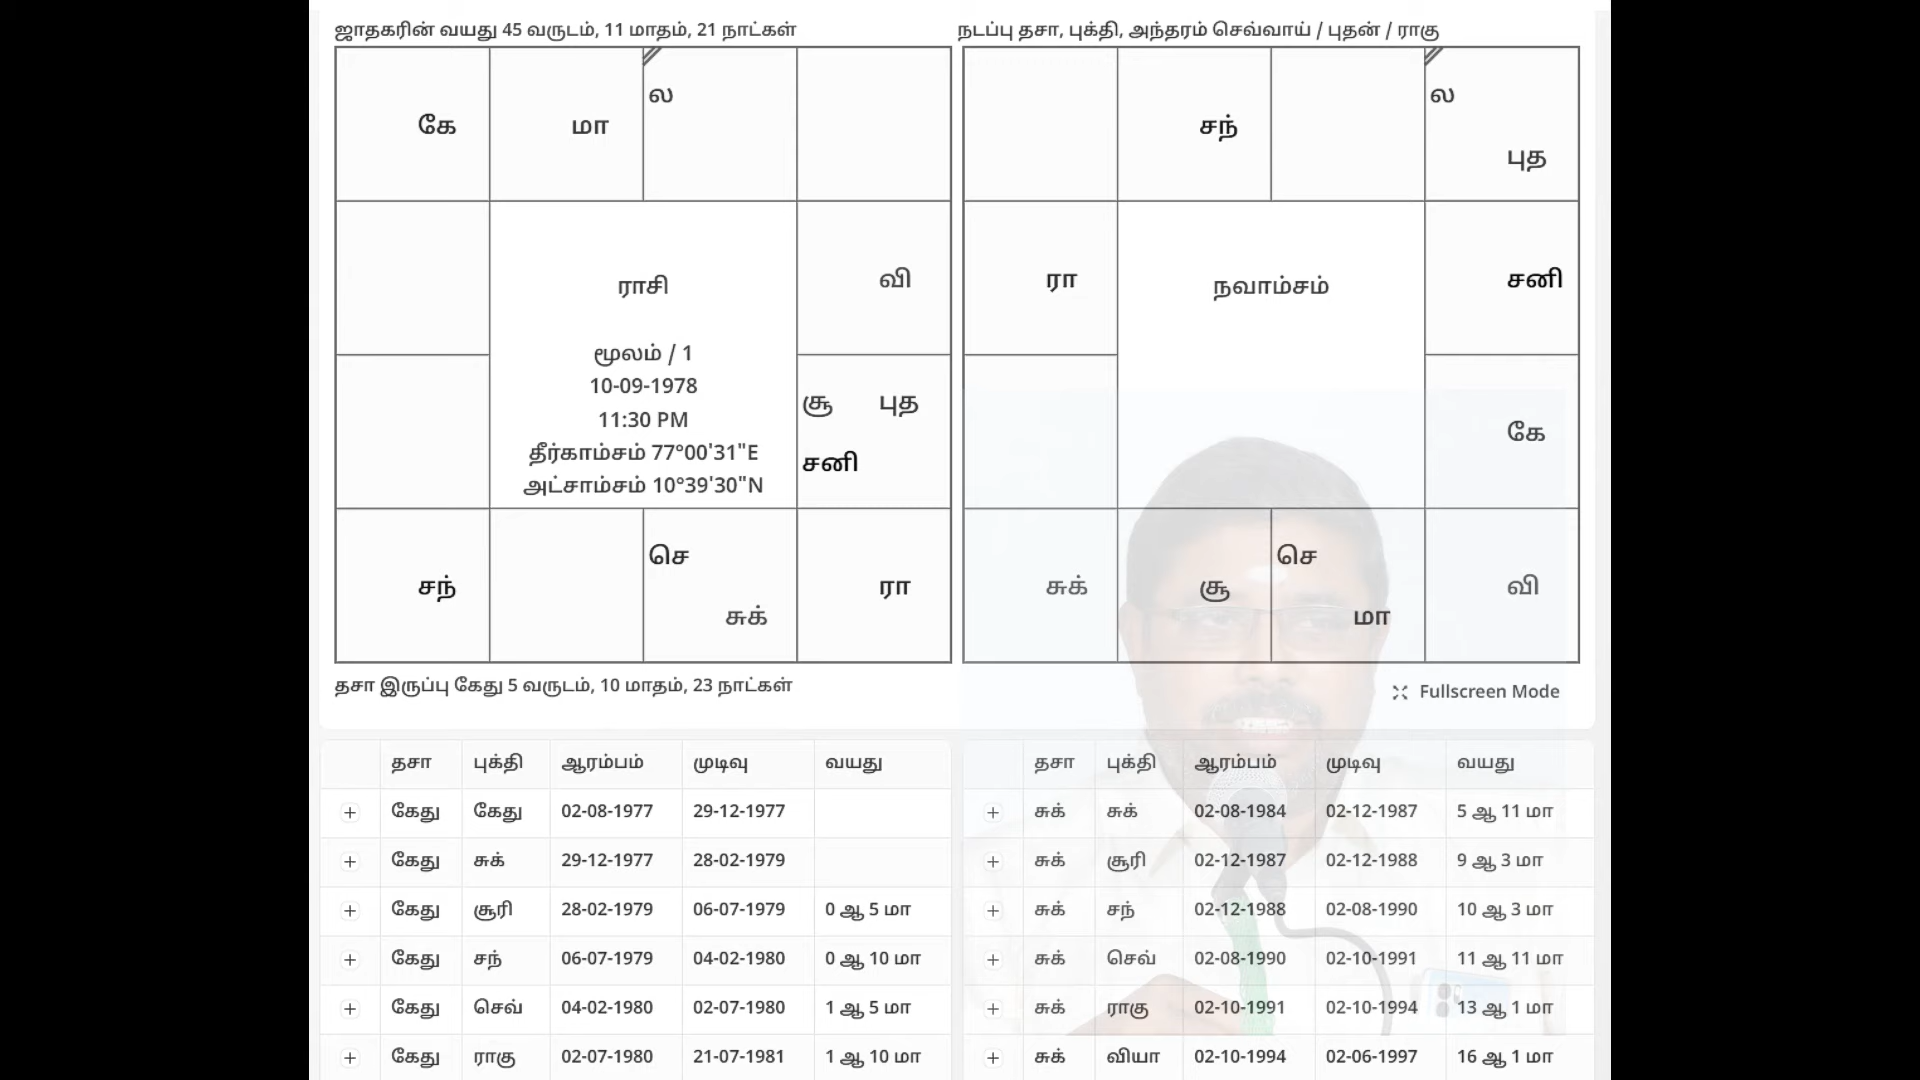 ஜாதகரின் வயது 45 வருடம், 11 மாதம், 21 நாட்கள்
நடப்பு தசா, புக்தி, அந்தரம் செவ்வாய் / புதன் / ராகு
கே மா ல
வி
சூ புத
சனி
சந் செ சுக் ரா
ராசி
மூலம் / 1
10-09-1978
11:30 PM
தீர்காம்சம் 77°00'31"E
அட்சாம்சம் 10°39'30"N
சந் ல புத
ரா நவாம்சம் சனி
கே
சுக் சூ செ மா வி
தசா இருப்பு கேது 5 வருடம், 10 மாதம், 23 நாட்கள்
Fullscreen Mode
தசா புக்தி ஆரம்பம் முடிவு வயது
+ கேது கேது 02-08-1977 29-12-1977
+ கேது சுக் 29-12-1977 28-02-1979
+ கேது சூரி 28-02-1979 06-07-1979 0 ஆ 5 மா
+ கேது சந் 06-07-1979 04-02-1980 0 ஆ 10 மா
+ கேது செவ் 04-02-1980 02-07-1980 1 ஆ 5 மா
+ கேது ராகு 02-07-1980 21-07-1981 1 ஆ 10 மா
தசா புக்தி ஆரம்பம் முடிவு வயது
+ சுக் சுக் 02-08-1984 02-12-1987 5 ஆ 11 மா
+ சுக் சூரி 02-12-1987 02-12-1988 9 ஆ 3 மா
+ சுக் சந் 02-12-1988 02-08-1990 10 ஆ 3 மா
+ சுக் செவ் 02-08-1990 02-10-1991 11 ஆ 11 மா
+ சுக் ராகு 02-10-1991 02-10-1994 13 ஆ 1 மா
+ சுக் வியா 02-10-1994 02-06-1997 16 ஆ 1 மா